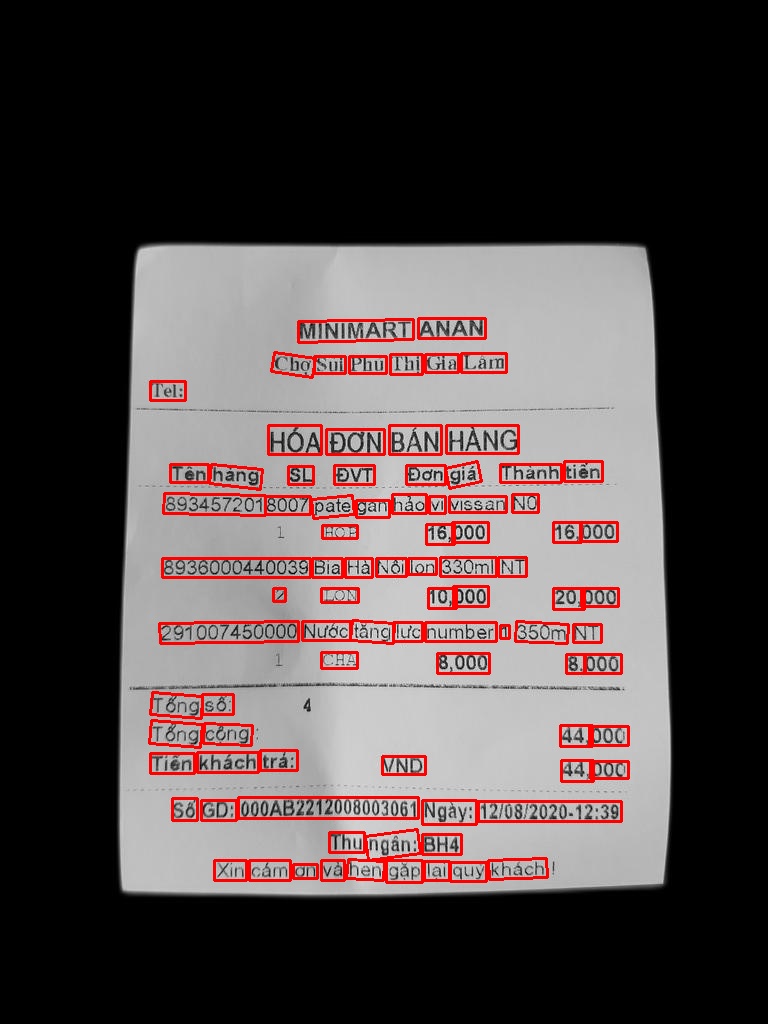 MINIMART ANAN
Chợ Sủi Phú Thị Gia Lâm
Tel:
HÓA ĐƠN BÁN HÀNG
Tên hàng SL ĐVT Đơn giá Thành tiền
8934572018007 pate gan hảo vị vissan N0
1 HOP 16,000 16,000
8936000440039 Bia Hà Nội lon 330ml NT
2 LON 10,000 20,000
291007450000 Nước tăng lực number 1 350m NT
1 CHA 8,000 8,000
Tổng số: 4
Tổng cộng : 44,000
Tiền khách trả: VND 44,000
Số GD: 000AB2212008003061 Ngày: 12/08/2020-12:39
Thu ngân: BH4
Xin cám ơn và hẹn gặp lại quý khách !